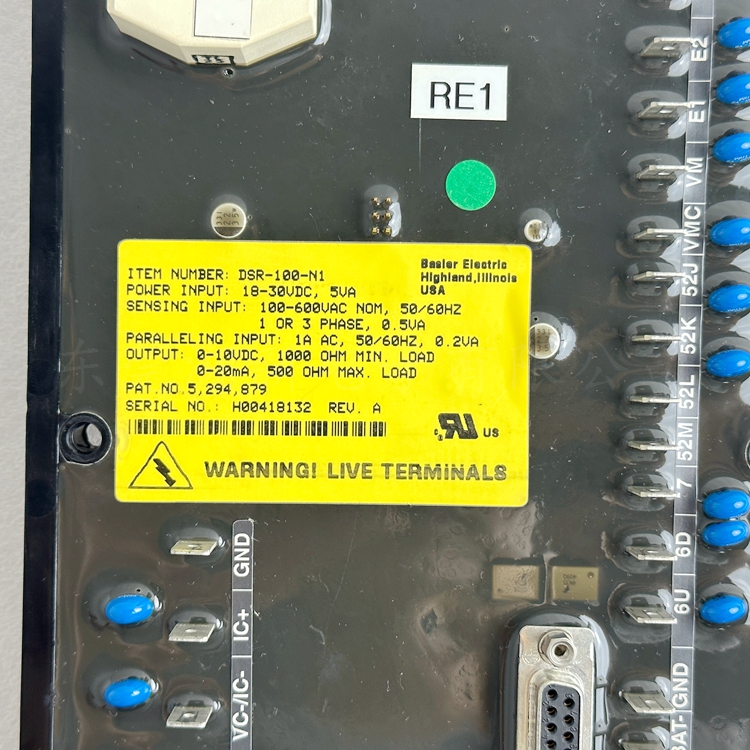 RE1
ITEM NUMBER: DSR-100-N1
POWER INPUT: 18-30VDC, 5VA
Basler Electric
Highland, Illinois
USA
SENSING INPUT: 100-600VAC NOM, 50/60HZ
1 OR 3 PHASE, 0.5VA
PARALLELING INPUT: 1A AC, 50/60HZ, 0.2VA
OUTPUT: 0-10VDC, 1000 OHM MIN. LOAD
0-20mA, 500 OHM MAX. LOAD
PAT.NO.5,294,879
SERIAL NO.: H00418132 REV. A
c RU US
WARNING! LIVE TERMINALS
E2
E1
VM
VMC
52J
52K
52L
52M
7
6D
6U
GND
AT-
GND
IC+
VC-/IC-